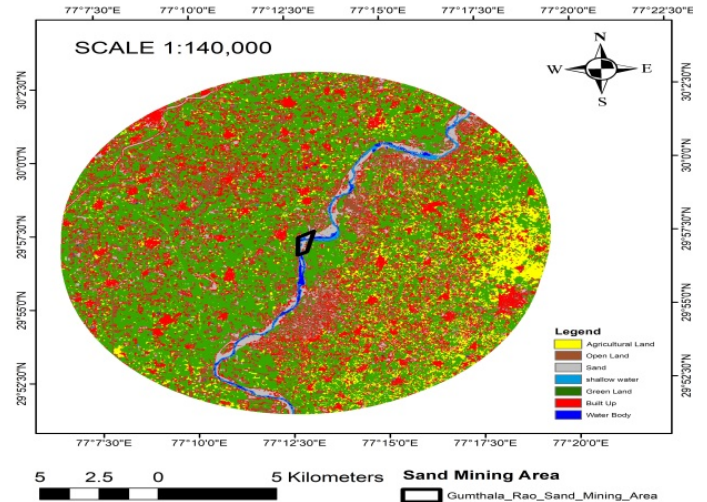 77°7'30"E 77°10'0"E 77°12'30"E 77°15'0"E 77°17'30"E 77°20'0"E 77°22'30"E
SCALE 1:140,000
N
W E
S
30°2'30"N 30°2'30"N
30°0'0"N 30°0'0"N
29°57'30"N 29°57'30"N
29°55'0"N 29°55'0"N
29°52'30"N 29°52'30"N
Legend
Agricultural Land
Open Land
Sand
shallow water
Green Land
Built Up
Water Body
77°7'30"E 77°10'0"E 77°12'30"E 77°15'0"E 77°17'30"E 77°20'0"E
5 2.5 0 5 Kilometers
Sand Mining Area
Gumthala_Rao_Sand_Mining_Area